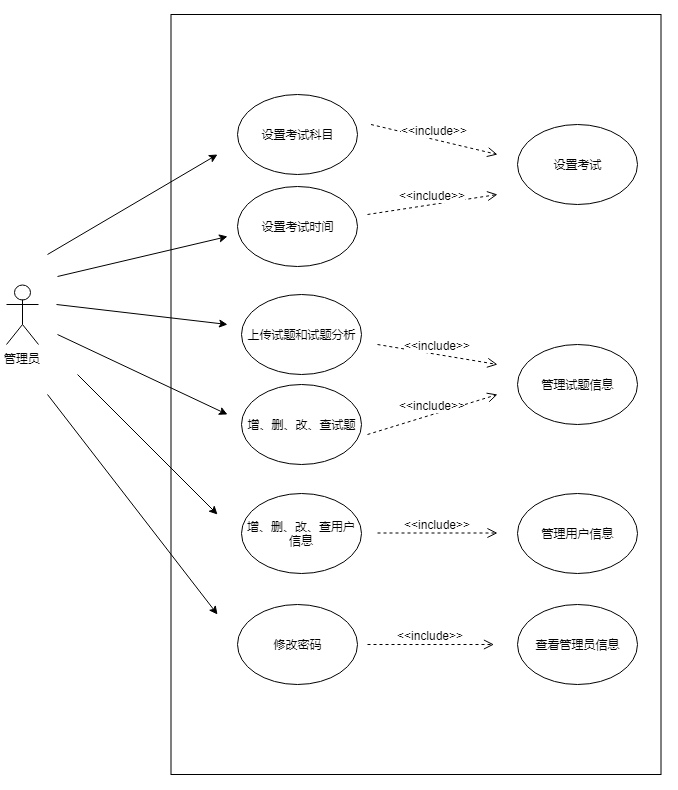 设置考试科目
<<include>>
设置考试
设置考试时间
<<include>>
管理员
上传试题和试题分析
<<include>>
管理试题信息
增、删、改、查试题
<<include>>
增、删、改、查用户
信息
<<include>>
管理用户信息
修改密码
<<include>>
查看管理员信息